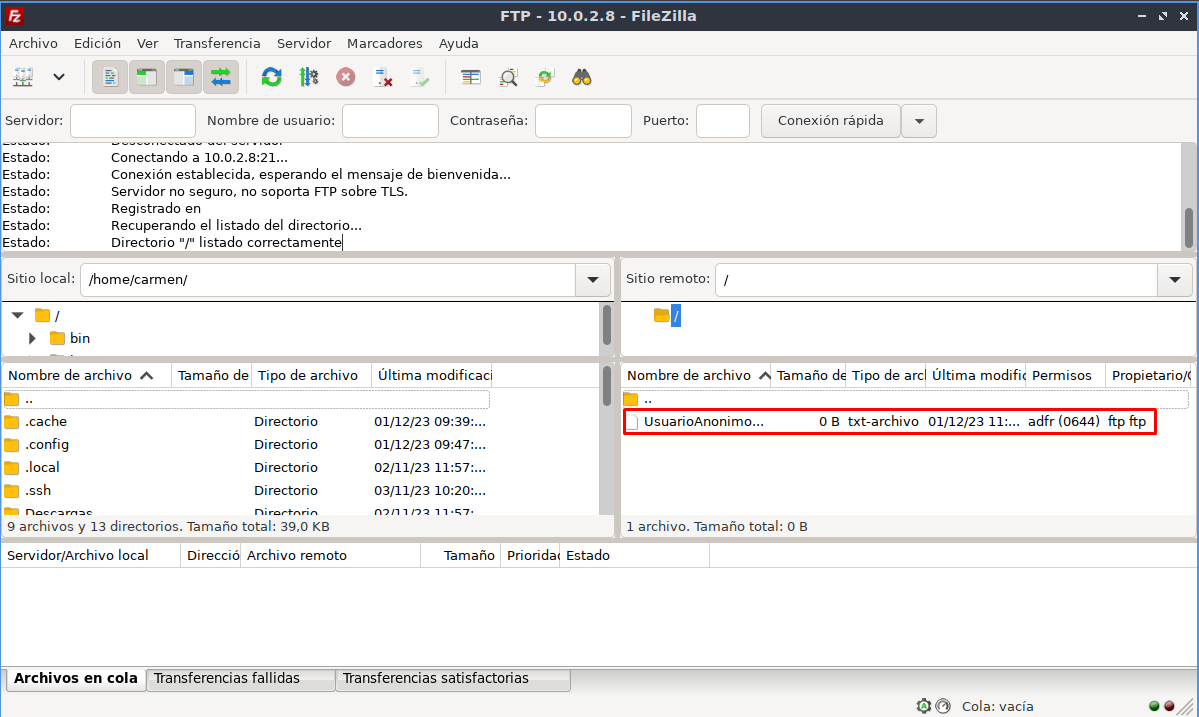 FTP - 10.0.2.8 - FileZilla
Archivo Edición Ver Transferencia Servidor Marcadores Ayuda
Servidor: Nombre de usuario: Contraseña: Puerto: Conexión rápida
Estado: Desconectado del servidor
Estado: Conectando a 10.0.2.8:21...
Estado: Conexión establecida, esperando el mensaje de bienvenida...
Estado: Servidor no seguro, no soporta FTP sobre TLS.
Estado: Registrado en
Estado: Recuperando el listado del directorio...
Estado: Directorio "/" listado correctamente
Sitio local: /home/carmen/
/
bin
Nombre de archivo Tamaño de Tipo de archivo Última modificaci
..
.cache Directorio 01/12/23 09:39:...
.config Directorio 01/12/23 09:47:...
.local Directorio 02/11/23 11:57:...
.ssh Directorio 03/11/23 10:20:...
Descargas Directorio 02/11/23 11:57:...
9 archivos y 13 directorios. Tamaño total: 39,0 KB
Sitio remoto: /
/
Nombre de archivo Tamaño de Tipo de arcl Última modific Permisos Propietario/G
..
UsuarioAnonimo... 0 B txt-archivo 01/12/23 11:... adfr (0644) ftp ftp
1 archivo. Tamaño total: 0 B
Servidor/Archivo local Direcció Archivo remoto Tamaño Prioridad Estado
Archivos en cola Transferencias fallidas Transferencias satisfactorias
Cola: vacía